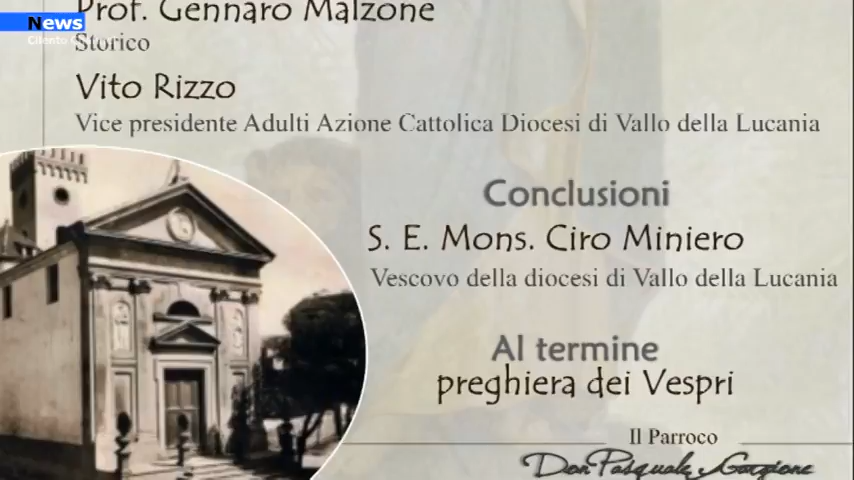 Prof. Gennaro Malzone
News
Storico
Vito Rizzo
Vice presidente Adulti Azione Cattolica Diocesi di Vallo della Lucania
Conclusioni
S. E. Mons. Ciro Miniero
Vescovo della diocesi di Vallo della Lucania
Al termine
preghiera dei Vespri
Il Parroco
Don Pasquale